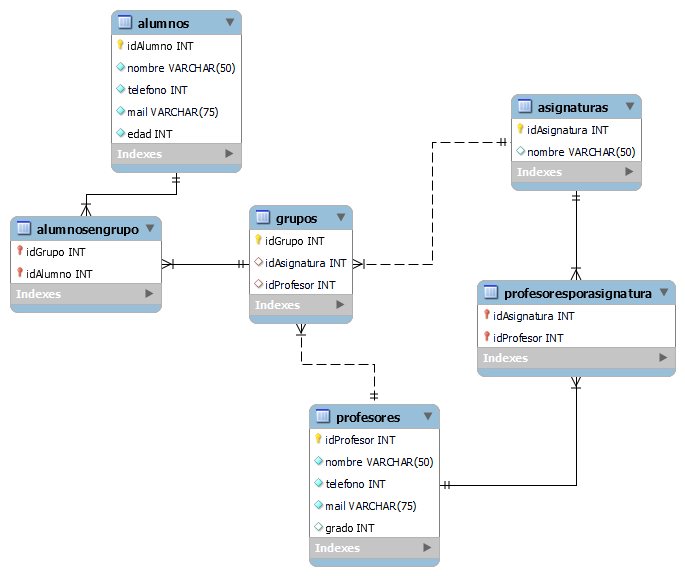 alumnos
idAlumno INT
nombre VARCHAR(50)
telefono INT
mail VARCHAR(75)
edad INT
Indexes
asignaturas
idAsignatura INT
nombre VARCHAR(50)
Indexes
alumnosengrupo
idGrupo INT
idAlumno INT
Indexes
grupos
idGrupo INT
idAsignatura INT
idProfesor INT
Indexes
profesoresporasignatura
idAsignatura INT
idProfesor INT
Indexes
profesores
idProfesor INT
nombre VARCHAR(50)
telefono INT
mail VARCHAR(75)
grado INT
Indexes